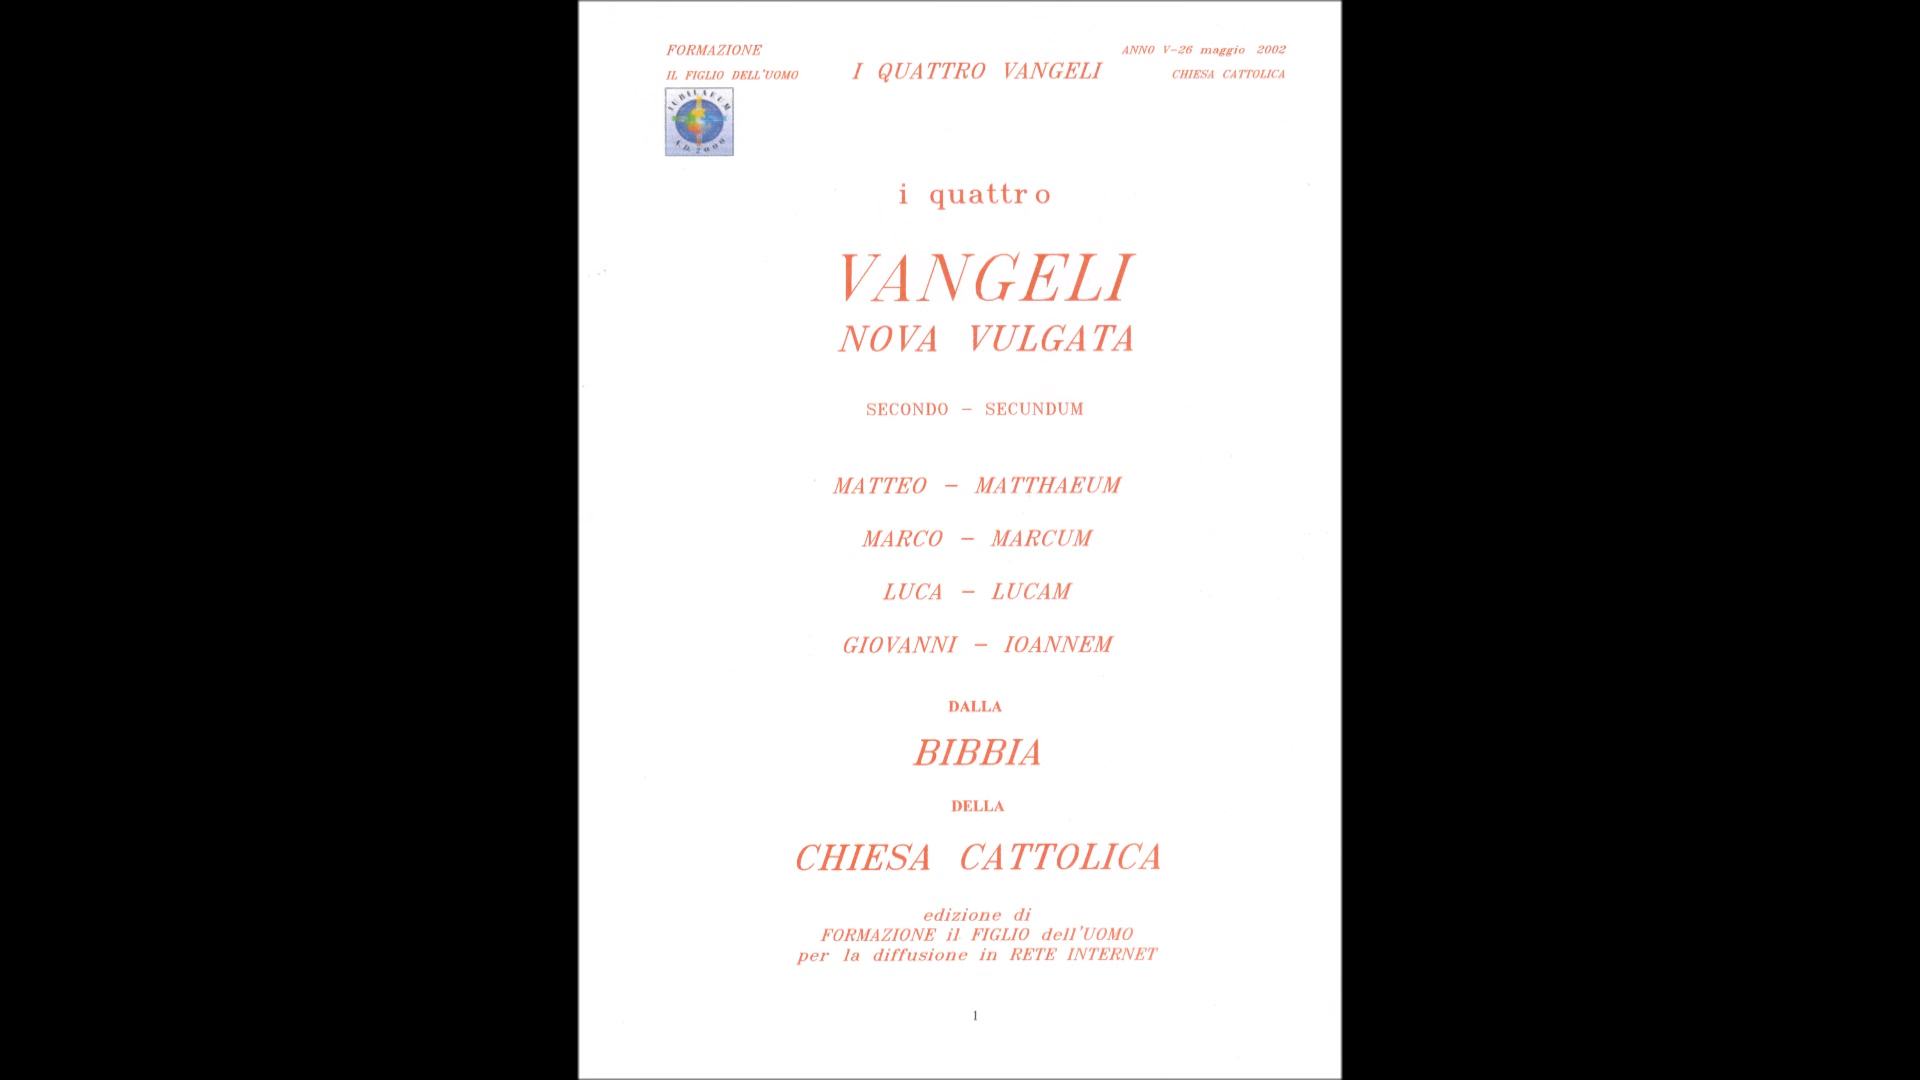 FORMAZIONE
IL FIGLIO DELL'UOMO
I QUATTRO VANGELI
ANNO V-26 maggio 2002
CHIESA CATTOLICA
IUBILAEUM
A.D. 2000
i quattro
VANGELI
NOVA VULGATA
SECONDO - SECUNDUM
MATTEO - MATTHAEUM
MARCO - MARCUM
LUCA - LUCAM
GIOVANNI - IOANNEM
DALLA
BIBBIA
DELLA
CHIESA CATTOLICA
edizione di
FORMAZIONE il FIGLIO dell'UOMO
per la diffusione in RETE INTERNET
1